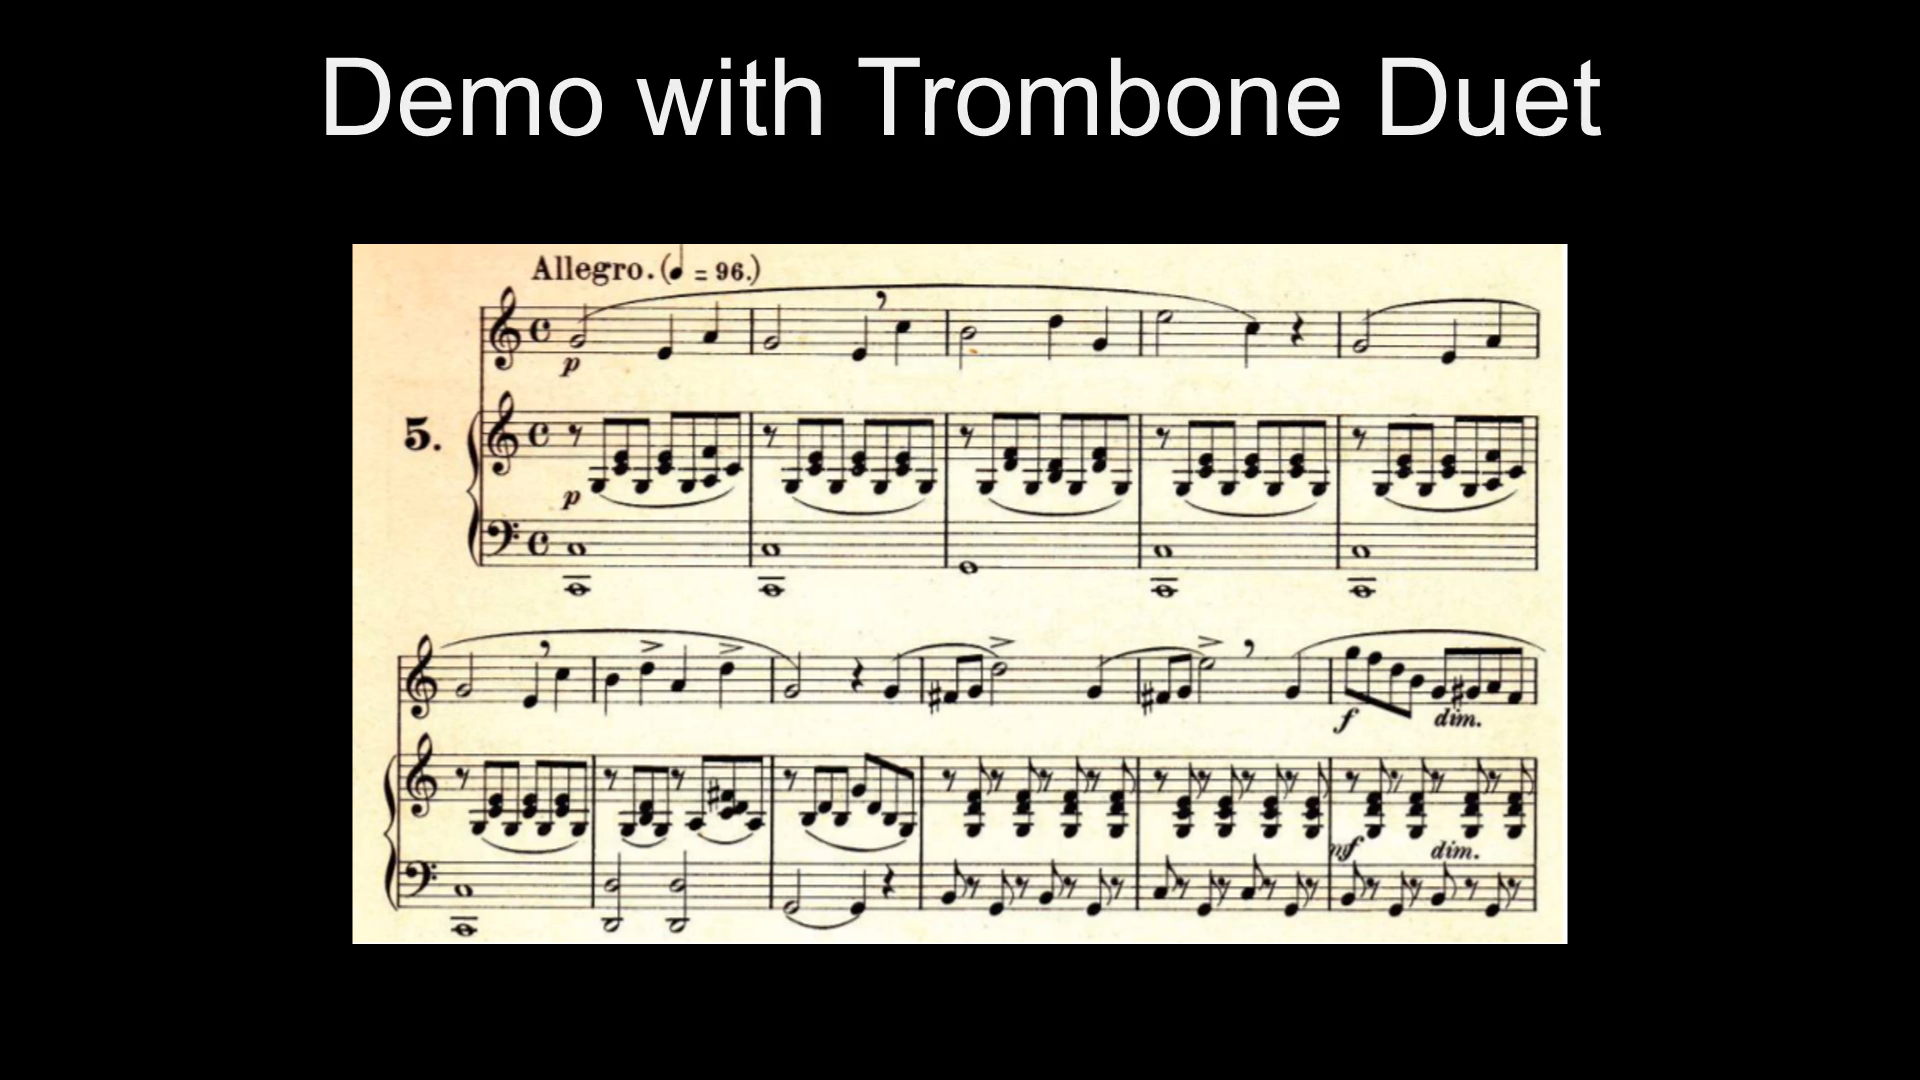 Demo with Trombone Duet
Allegro. (♩ = 96.)
p
5.
p
f dim.
mf dim.